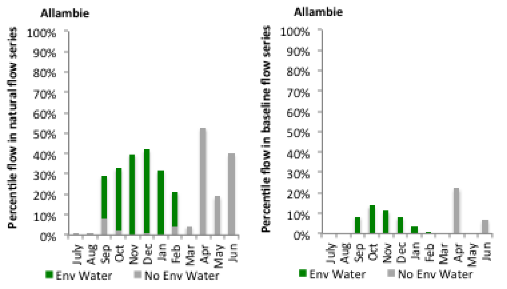 Allambie
Percentile flow in natural flow series
100%
90%
80%
70%
60%
50%
40%
30%
20%
10%
0%
July
Aug
Sep
Oct
Nov
Dec
Jan
Feb
Mar
Apr
May
Jun
Env Water
No Env Water
Allambie
Percentile flow in baseline flow series
100%
90%
80%
70%
60%
50%
40%
30%
20%
10%
0%
July
Aug
Sep
Oct
Nov
Dec
Jan
Feb
Mar
Apr
May
Jun
Env Water
No Env Water